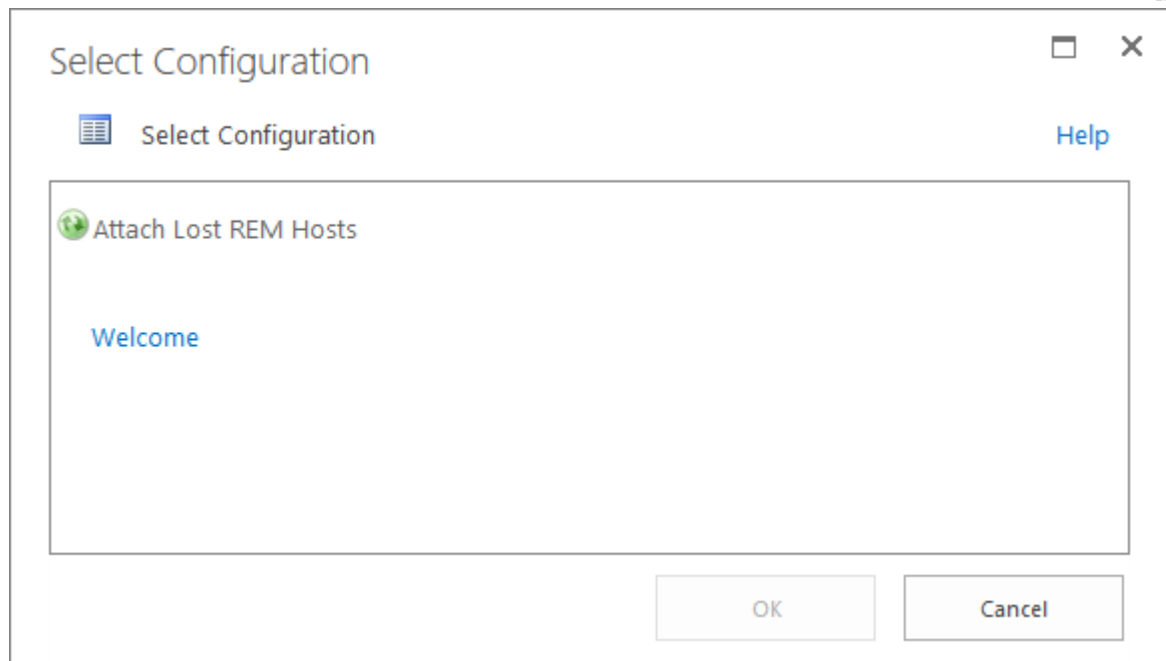 Select Configuration
Select Configuration
Help
Attach Lost REM Hosts
Welcome
OK
Cancel